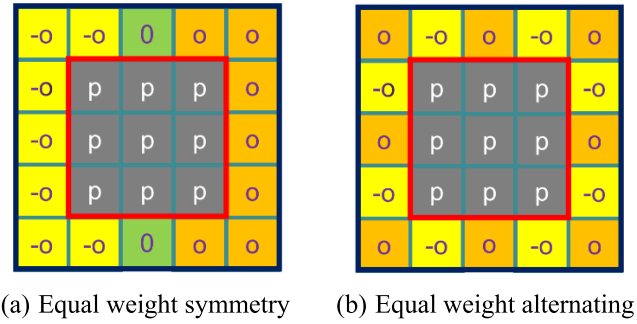 -o -o 0 o o
-o p p p o
-o p p p o
-o p p p o
-o -o 0 o o
(a) Equal weight symmetry
o -o o -o o
-o p p p -o
o p p p o
-o p p p -o
o -o o -o o
(b) Equal weight alternating